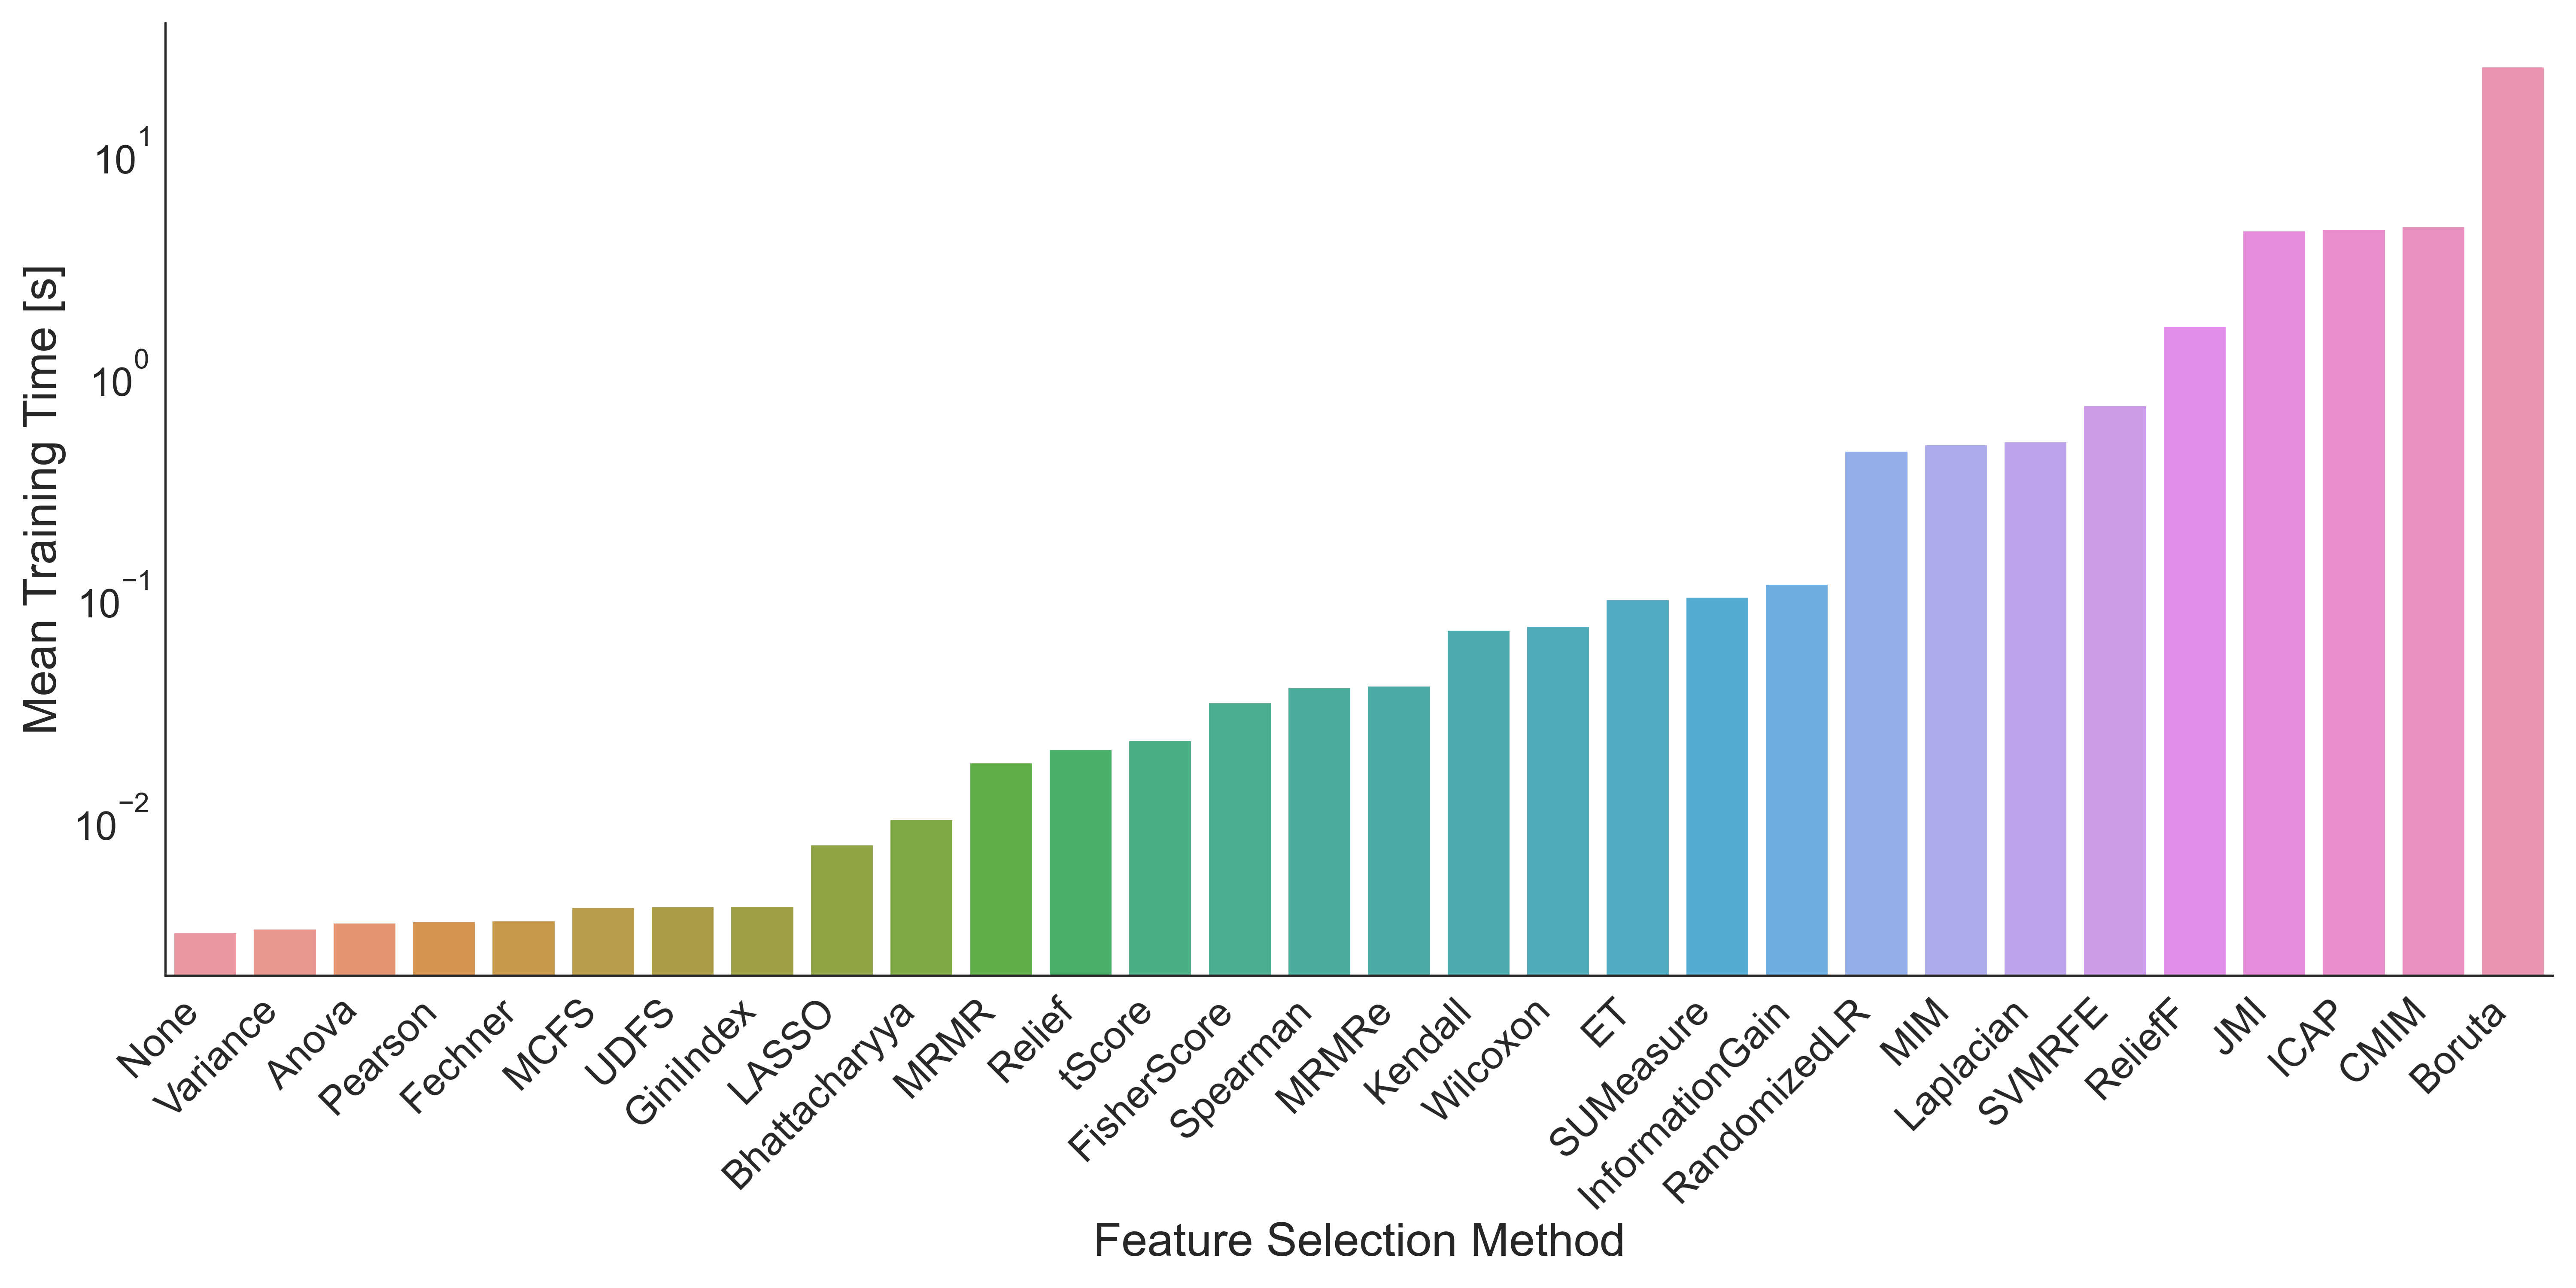 Mean Training Time [s]
10^1
10^0
10^−1
10^−2
None
Variance
Anova
Pearson
Fechner
MCFS
UDFS
GiniIndex
LASSO
Bhattacharyya
MRMR
Relief
tScore
FisherScore
Spearman
MRMRe
Kendall
Wilcoxon
ET
SUMeasure
InformationGain
RandomizedLR
MIM
Laplacian
SVMRFE
ReliefF
JMI
ICAP
CMIM
Boruta
Feature Selection Method